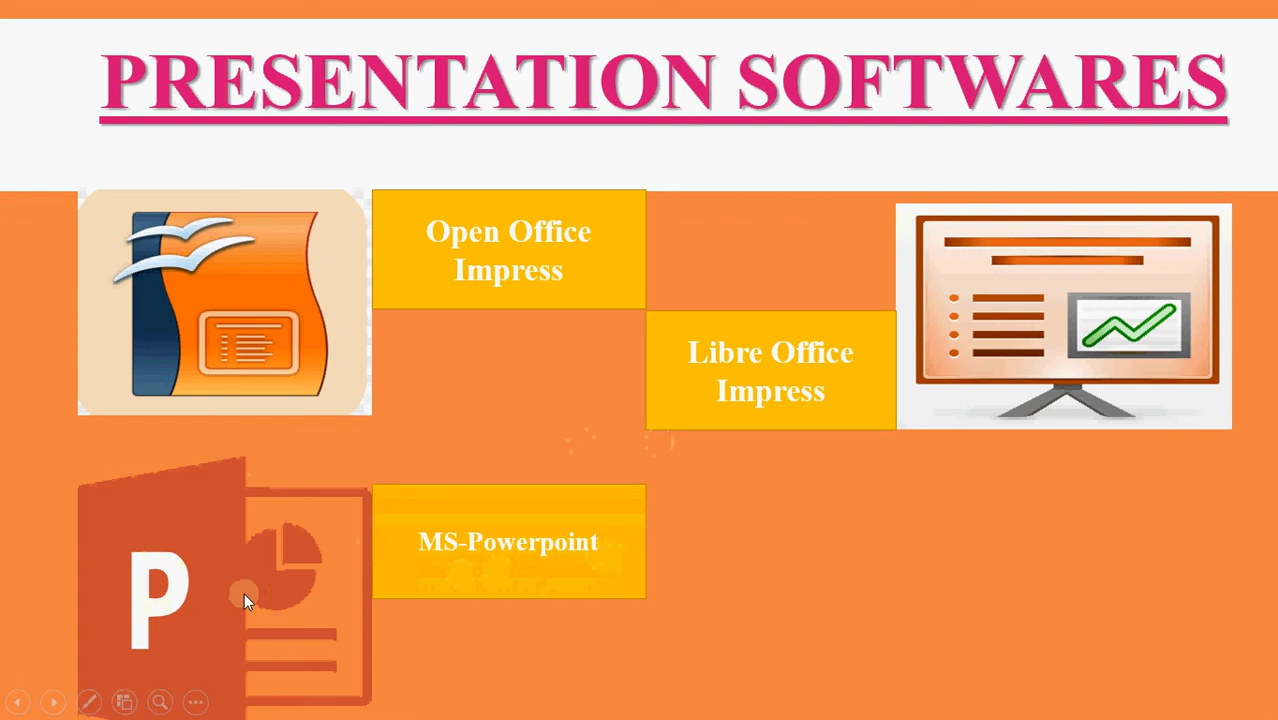 PRESENTATION SOFTWARES
Open Office
Impress
Libre Office
Impress
MS-Powerpoint
P